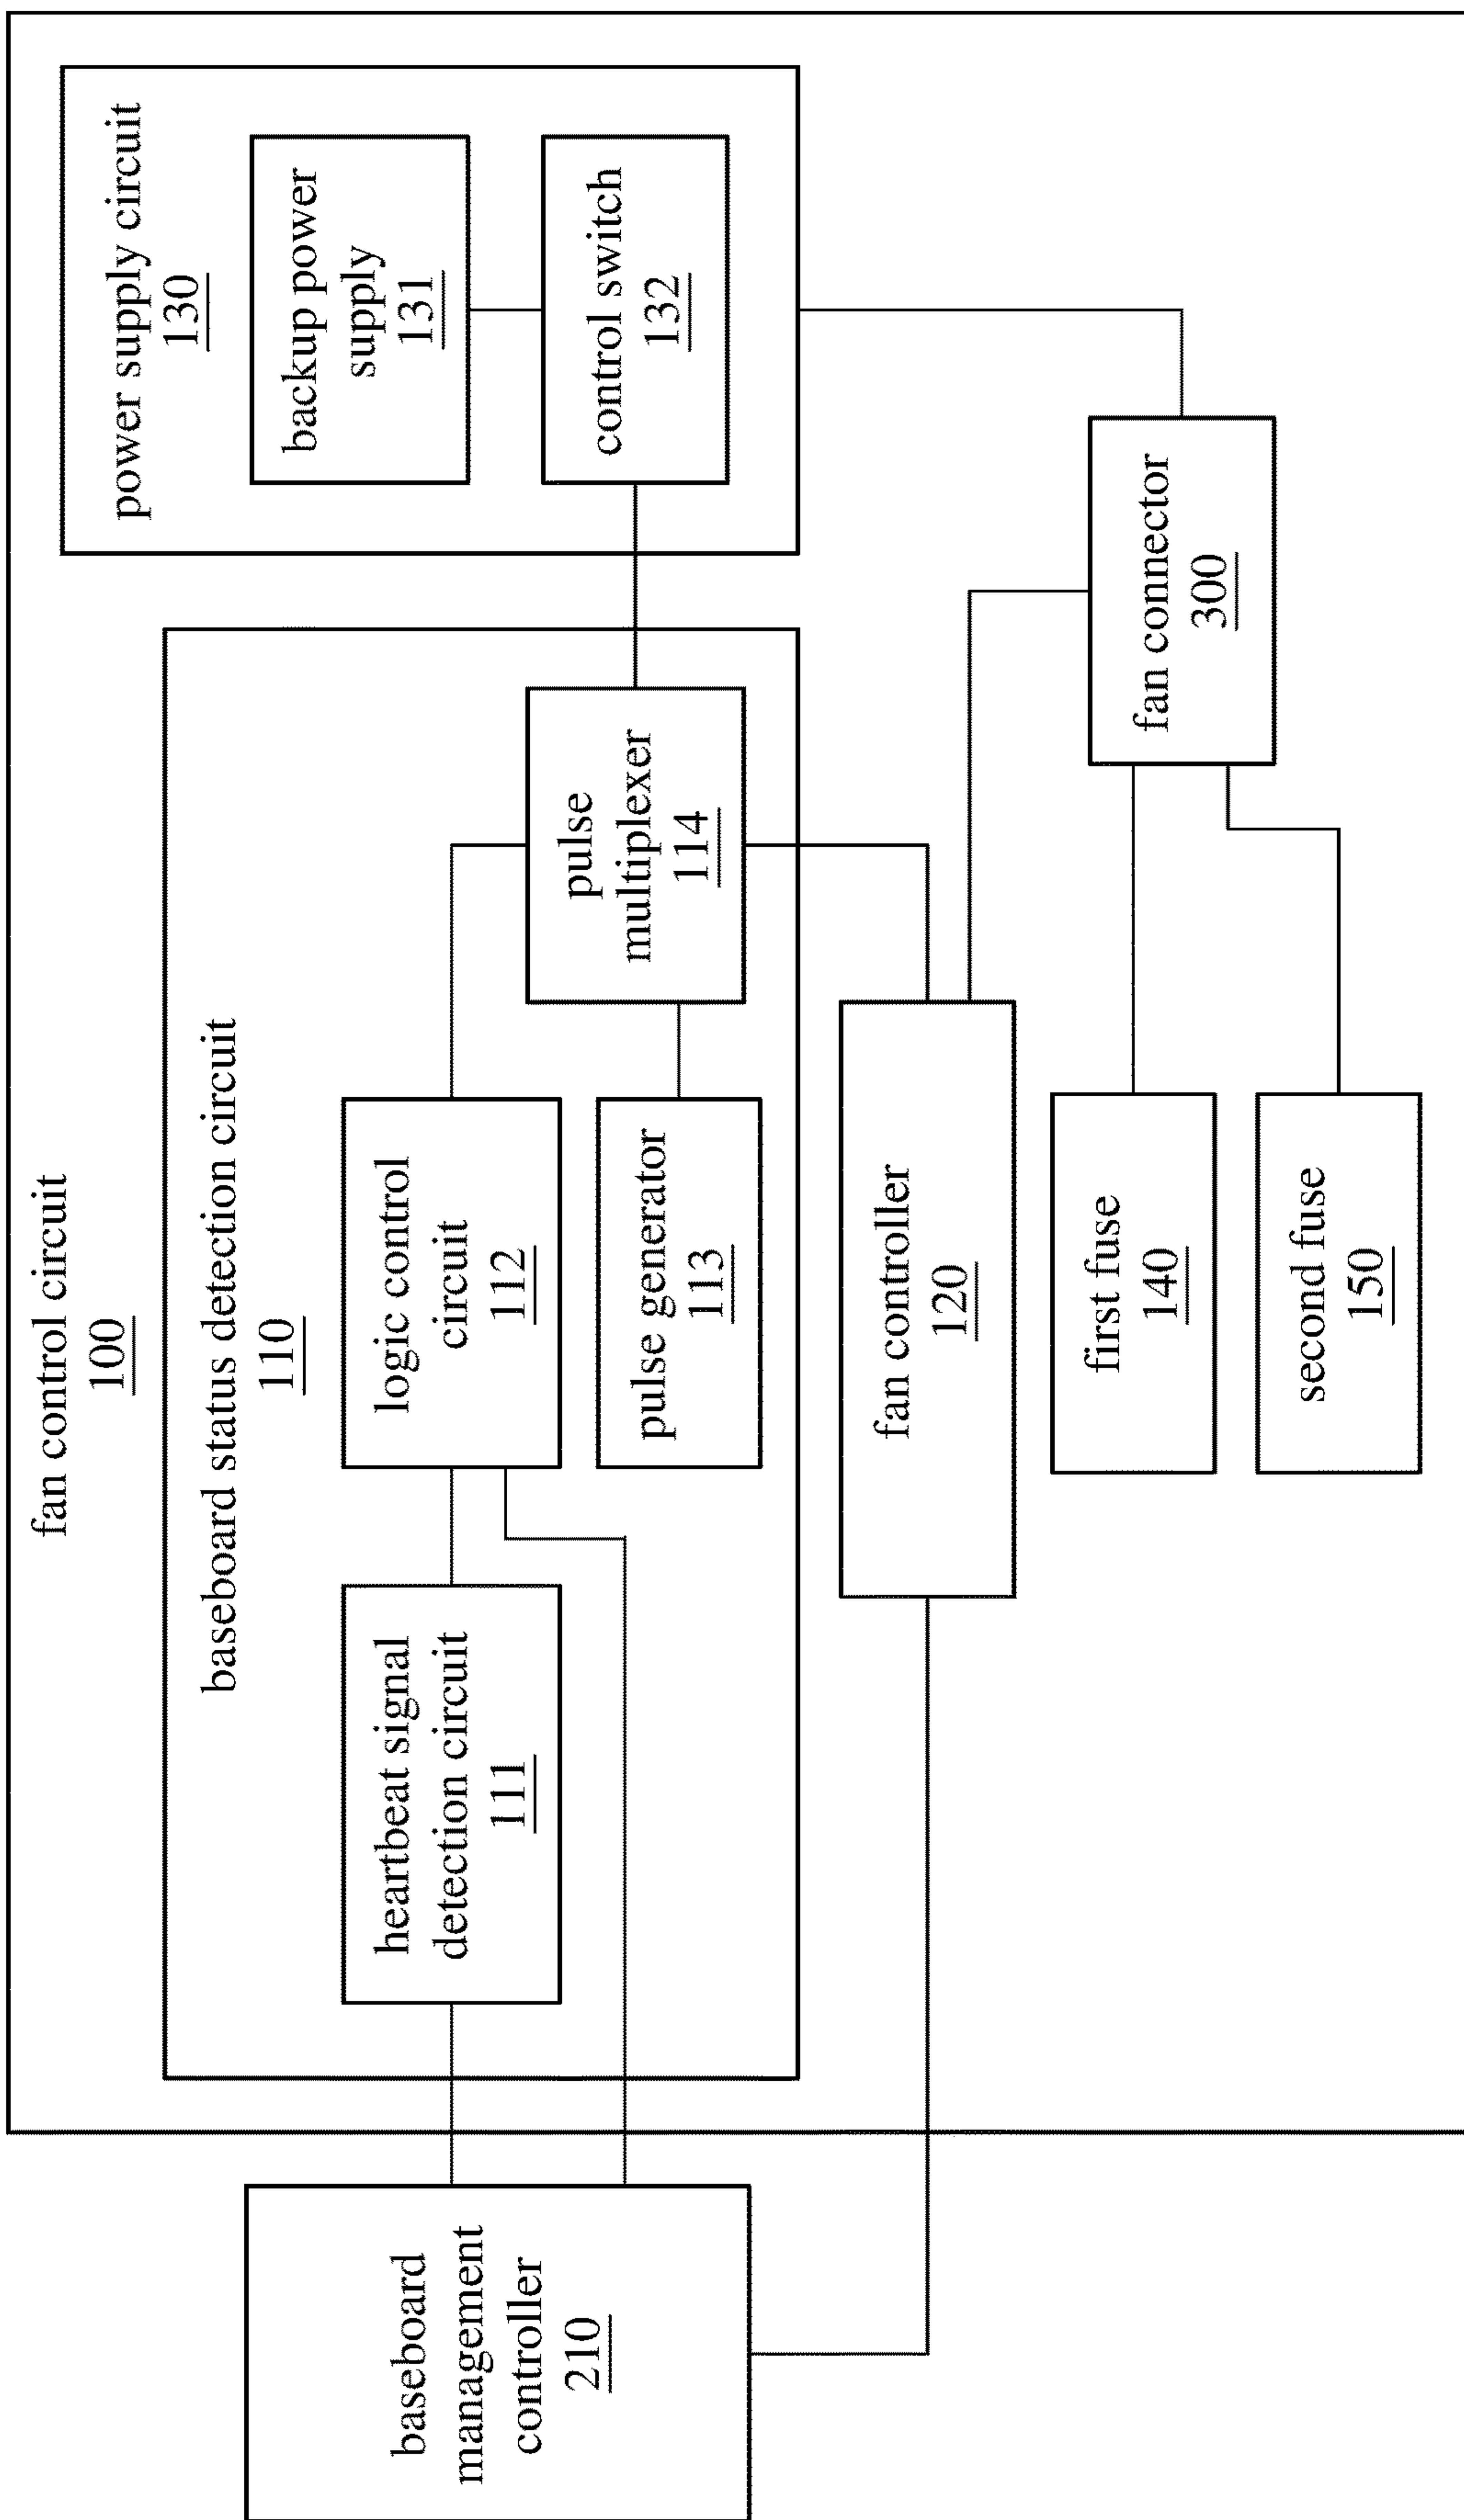 fan control circuit
100
baseboard status detection circuit
110
power supply circuit
130
baseboard
management
controller
210
heartbeat signal
detection circuit
111
logic control
circuit
112
pulse generator
113
pulse
multiplexer
114
backup power
supply
131
control switch
132
fan controller
120
first fuse
140
second fuse
150
fan connector
300